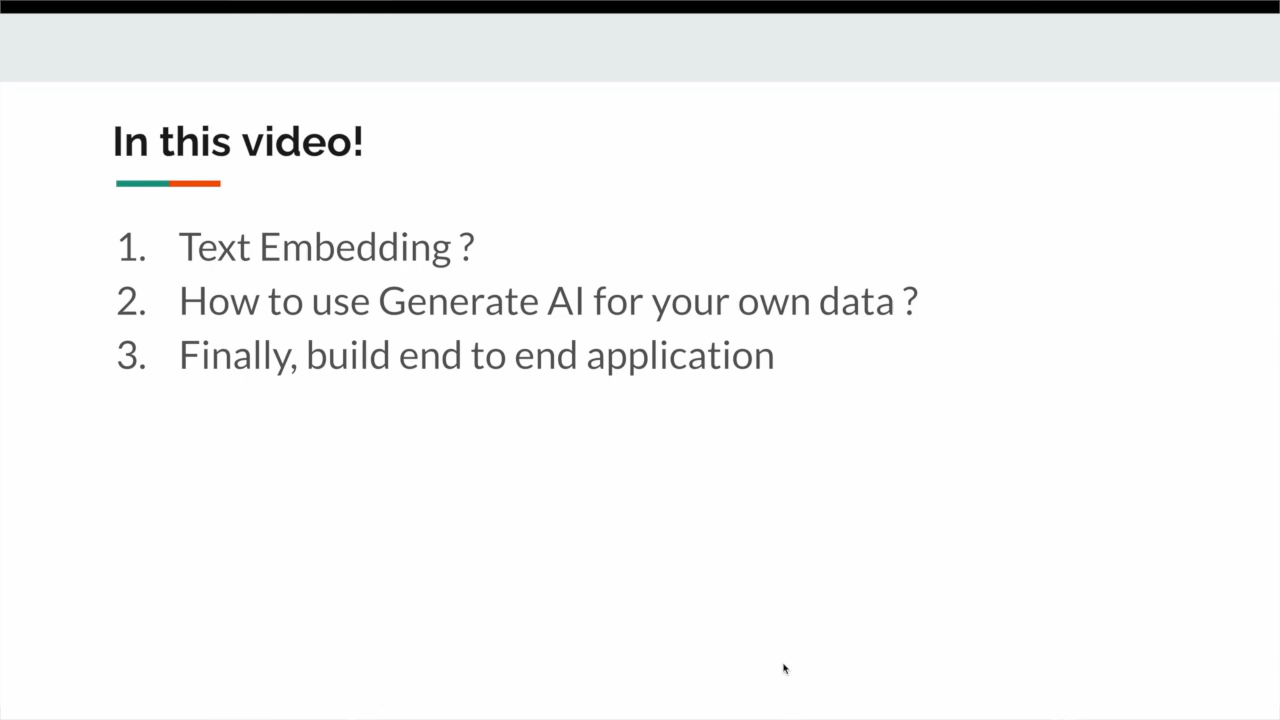 In this video!
1. Text Embedding ?
2. How to use Generate AI for your own data ?
3. Finally, build end to end application